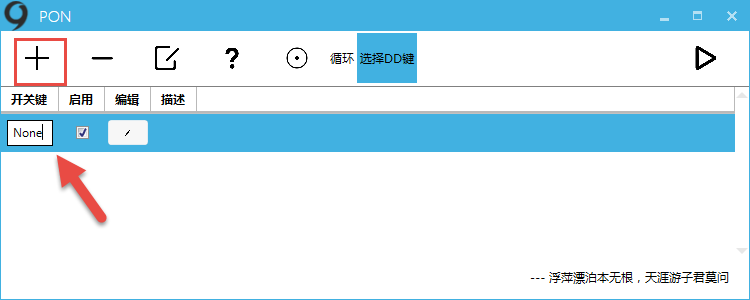 PON
循环 选择DD键
开关键 启用 编辑 描述
None
--- 浮萍漂泊本无根，天涯游子君莫问